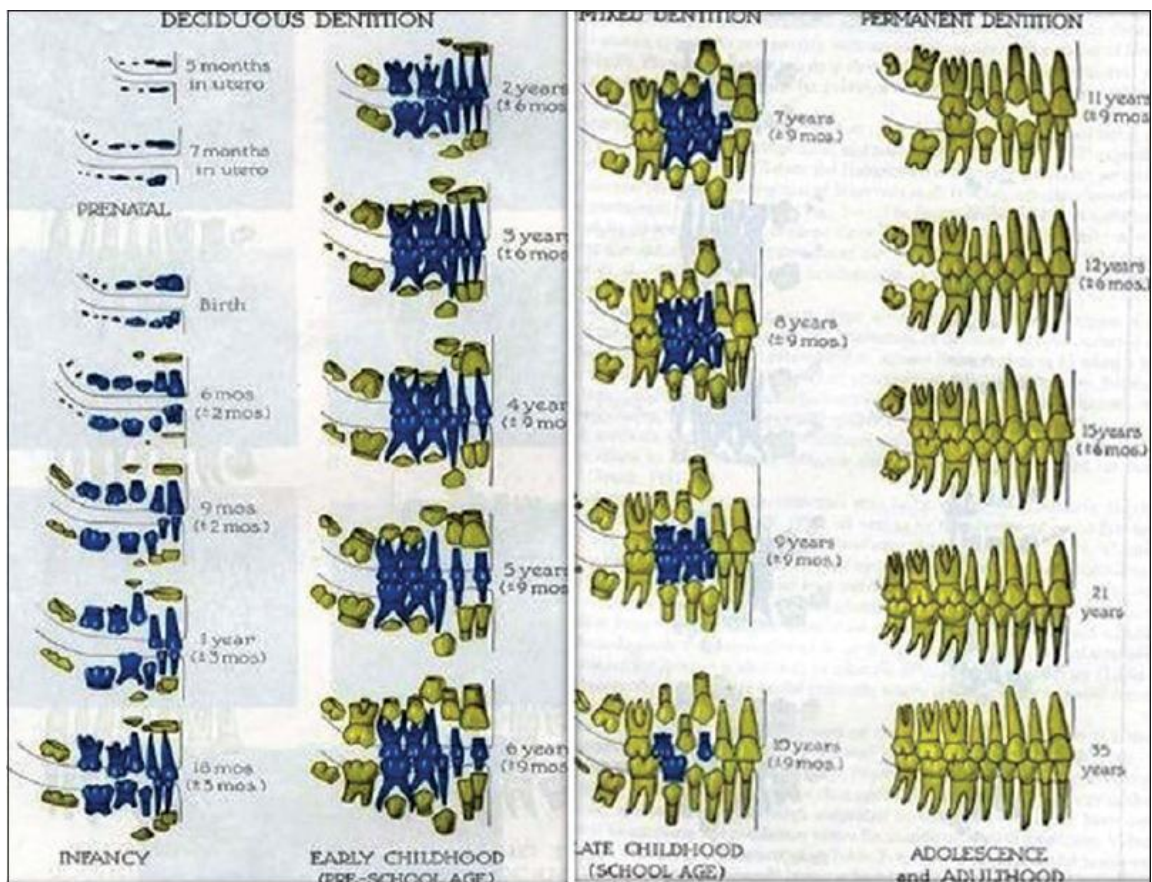 DECIDUOUS DENTITION
5 months
in utero
7 months
in utero
PRENATAL
Birth
6 mos
(±2 mos.)
9 mos
(±2 mos.)
1 year
(±3 mos.)
18 mos
(±3 mos.)
INFANCY
2 years
(±6 mos
3 year
(±6 mos
4 year
(±9 mo
5 years
(±9 mos
6 year
(±9 mos
EARLY CHILDHOOD
(PRE-SCHOOL AGE)
MIXED DENTITION
7 years
(±9 mos.)
8 years
(±9 mos.)
9 years
(±9 mos.)
10 years
(±9 mos.)
LATE CHILDHOOD
(SCHOOL AGE)
PERMANENT DENTITION
11 years
(±9 mos
12 years
(±6 mos.)
15 years
(±6 mos.)
21
years
35
years
ADOLESCENCE
and ADULTHOOD